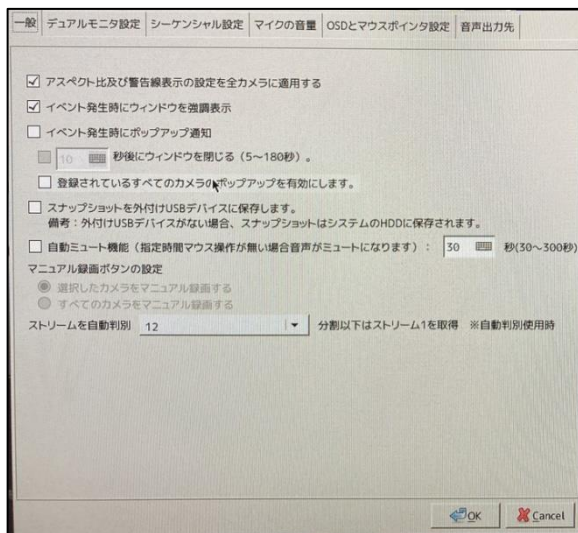 一般 デュアルモニタ設定 シーケンシャル設定 マイクの音量 OSDとマウスポインタ設定 音声出力先
アスペクト比及び警告線表示の設定を全カメラに適用する
イベント発生時にウィンドウを強調表示
イベント発生時にポップアップ通知
10 秒後にウィンドウを閉じる（5～180秒）。
登録されているすべてのカメラのポップアップを有効にします。
スナップショットを外付けUSBデバイスに保存します。
備考：外付けUSBデバイスがない場合、スナップショットはシステムのHDDに保存されます。
自動ミュート機能（指定時間マウス操作が無い場合音声がミュートになります）： 30 秒(30～300秒)
マニュアル録画ボタンの設定
選択したカメラをマニュアル録画する
すべてのカメラをマニュアル録画する
ストリームを自動判別 12 分割以下はストリーム1を取得 ※自動判別使用時
OK Cancel